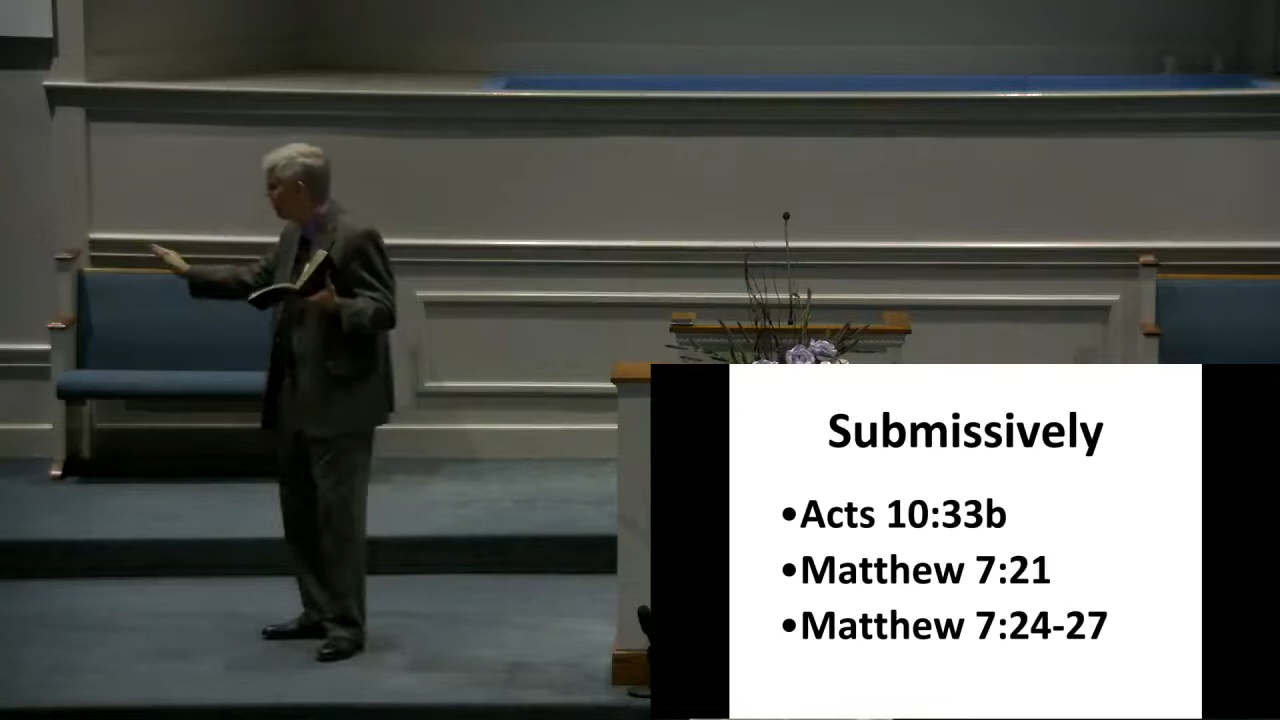 Submissively
•Acts 10:33b
•Matthew 7:21
•Matthew 7:24-27